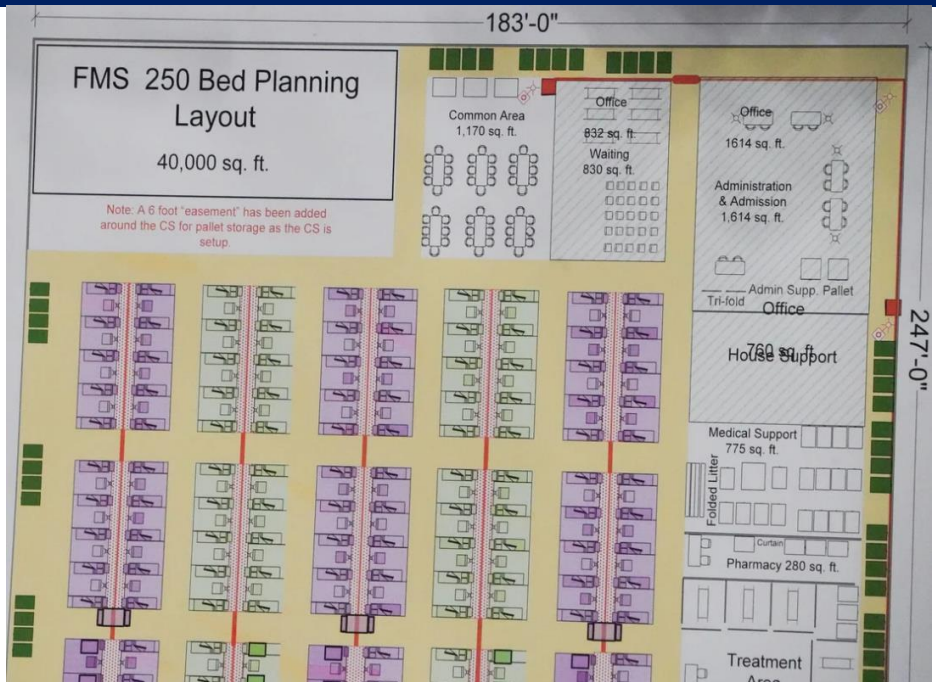 183'-0"
FMS 250 Bed Planning
Layout
40,000 sq. ft.
Note: A 6 foot "easement" has been added
around the CS for pallet storage as the CS is
setup.
Common Area
1,170 sq. ft.
Office
832 sq. ft.
Waiting
830 sq. ft.
Office
1614 sq. ft.
Administration
& Admission
1,614 sq. ft.
Admin Supp. Pallet
Tri-fold
Office
760 sq. ft.
House Support
247'-0"
Medical Support
775 sq. ft.
Folded Litter
Curtain
Pharmacy 280 sq. ft.
Treatment
Area